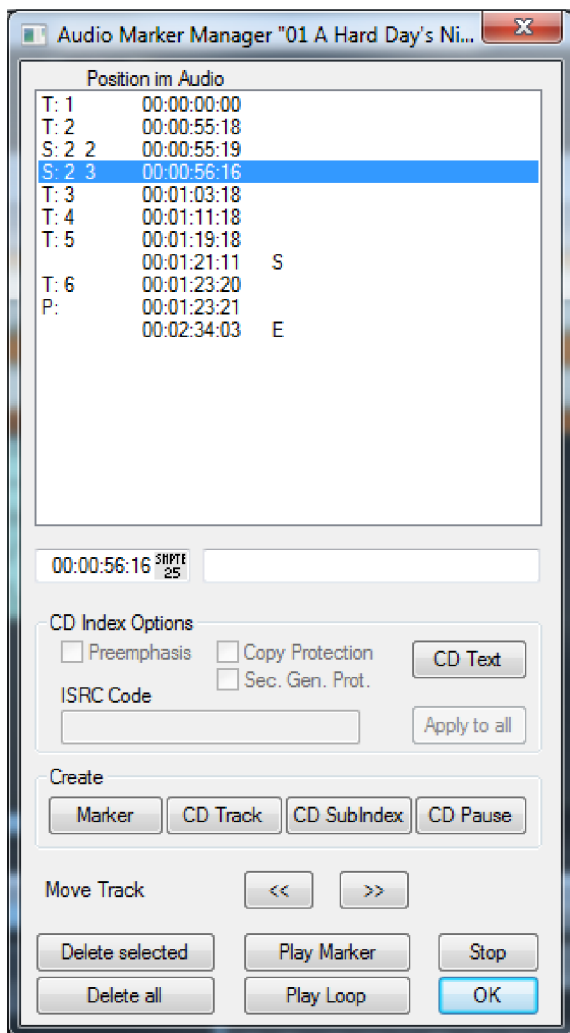 Audio Marker Manager "01 A Hard Day's Ni...
Position im Audio
T: 1 00:00:00:00
T: 2 00:00:55:18
S: 2 2 00:00:55:19
S: 2 3 00:00:56:16
T: 3 00:01:03:18
T: 4 00:01:11:18
T: 5 00:01:19:18
00:01:21:11 S
T: 6 00:01:23:20
P: 00:01:23:21
00:02:34:03 E
00:00:56:16 SMPTE 25
CD Index Options
Preemphasis Copy Protection CD Text
Sec. Gen. Prot.
ISRC Code
Apply to all
Create
Marker CD Track CD SubIndex CD Pause
Move Track << >>
Delete selected Play Marker Stop
Delete all Play Loop OK